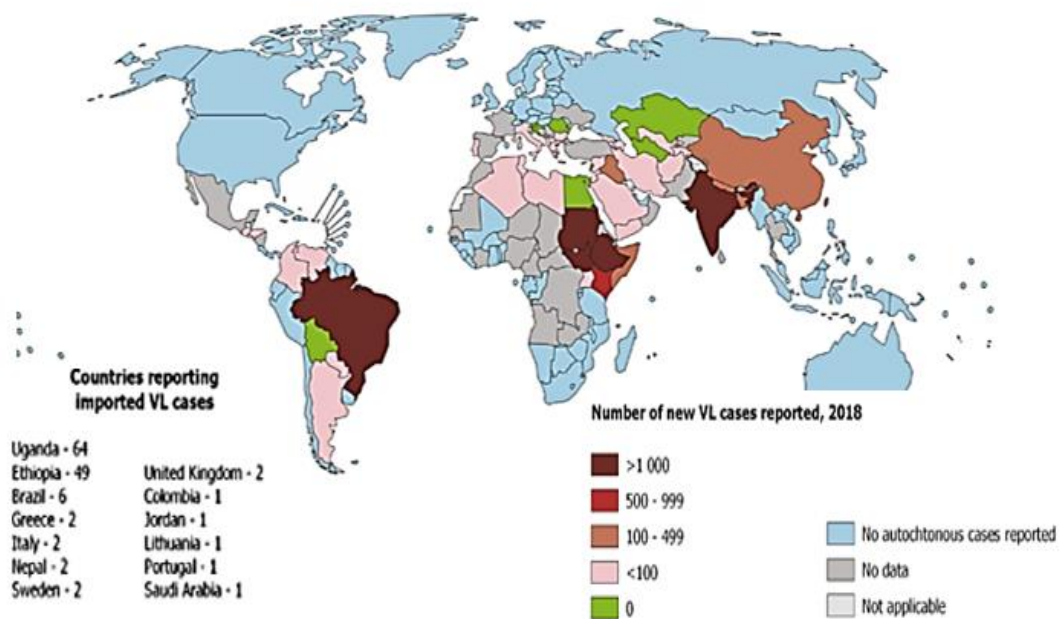 Countries reporting
imported VL cases
Uganda - 64
Ethiopia - 49
Brazil - 6
Greece - 2
Italy - 2
Nepal - 2
Sweden - 2
United Kingdom - 2
Colombia - 1
Jordan - 1
Lithuania - 1
Portugal - 1
Saudi Arabia - 1
Number of new VL cases reported, 2018
>1 000
500 - 999
100 - 499
<100
0
No autochtonous cases reported
No data
Not applicable